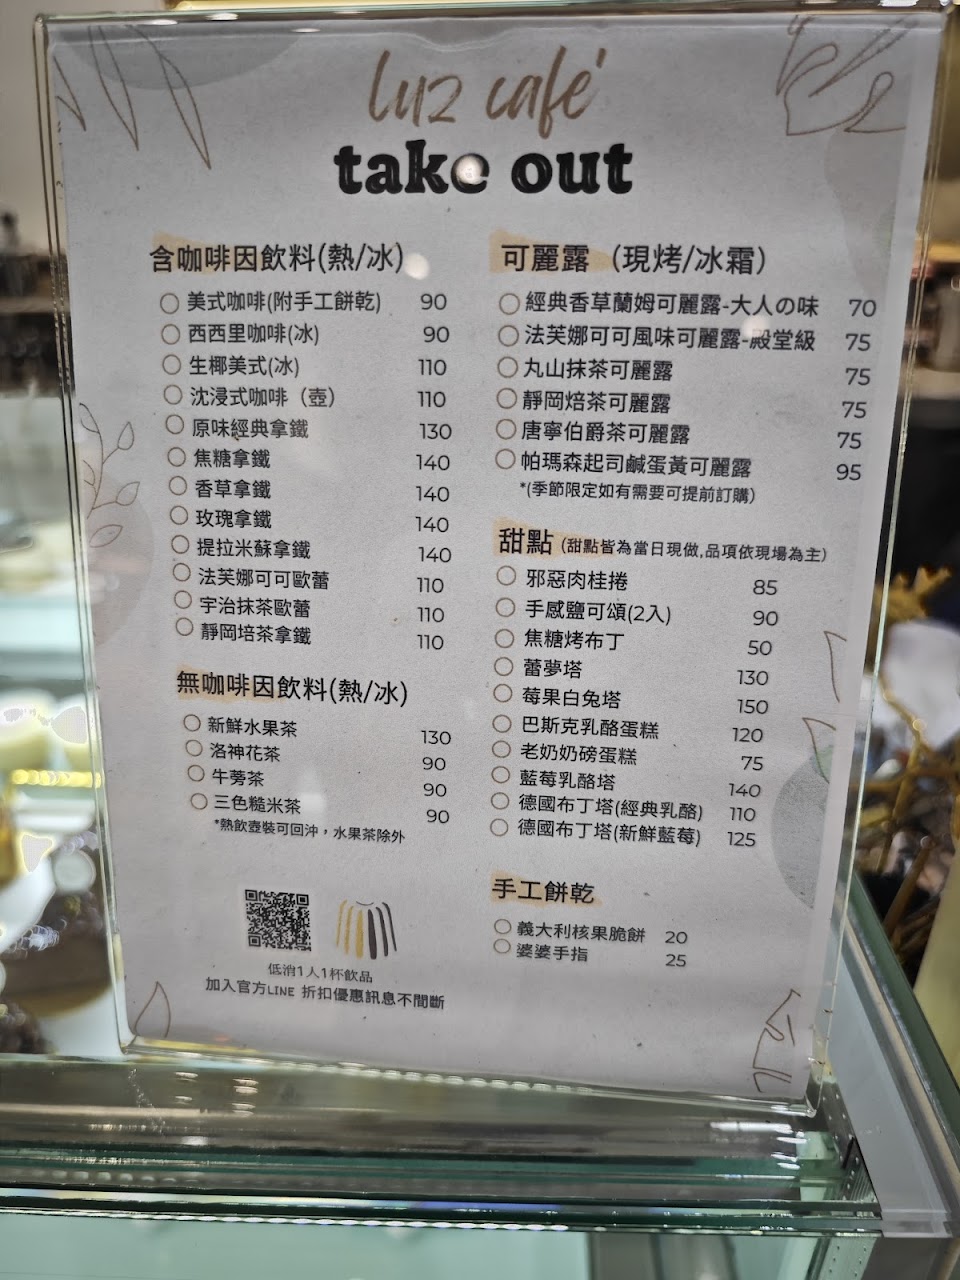 luz café
take out
含咖啡因飲料(熱/冰)
美式咖啡(附手工餅乾) 90
西西里咖啡(冰) 90
生椰美式(冰) 110
沈浸式咖啡（壺） 110
原味經典拿鐵 130
焦糖拿鐵 140
香草拿鐵 140
玫瑰拿鐵 140
提拉米蘇拿鐵 140
法芙娜可可歐蕾 110
宇治抹茶歐蕾 110
靜岡培茶拿鐵 110
無咖啡因飲料(熱/冰)
新鮮水果茶 130
洛神花茶 90
牛蒡茶 90
三色糙米茶 90
*熱飲壺裝可回沖，水果茶除外
低消1人1杯飲品
加入官方LINE 折扣優惠訊息不間斷
可麗露（現烤/冰霜）
經典香草蘭姆可麗露-大人の味 70
法芙娜可可風味可麗露-殿堂級 75
丸山抹茶可麗露 75
靜岡焙茶可麗露 75
唐寧伯爵茶可麗露 75
帕瑪森起司鹹蛋黃可麗露 95
*(季節限定如有需要可提前訂購)
甜點 (甜點皆為當日現做,品項依現場為主)
邪惡肉桂捲 85
手感鹽可頌(2入) 90
焦糖烤布丁 50
蕾夢塔 130
莓果白兔塔 150
巴斯克乳酪蛋糕 120
老奶奶磅蛋糕 75
藍莓乳酪塔 140
德國布丁塔(經典乳酪) 110
德國布丁塔(新鮮藍莓) 125
手工餅乾
義大利核果脆餅 20
婆婆手指 25